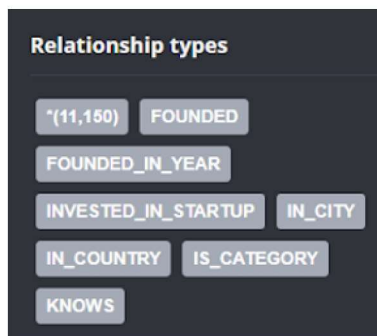 Relationship types
*(11,150) FOUNDED
FOUNDED_IN_YEAR
INVESTED_IN_STARTUP IN_CITY
IN_COUNTRY IS_CATEGORY
KNOWS